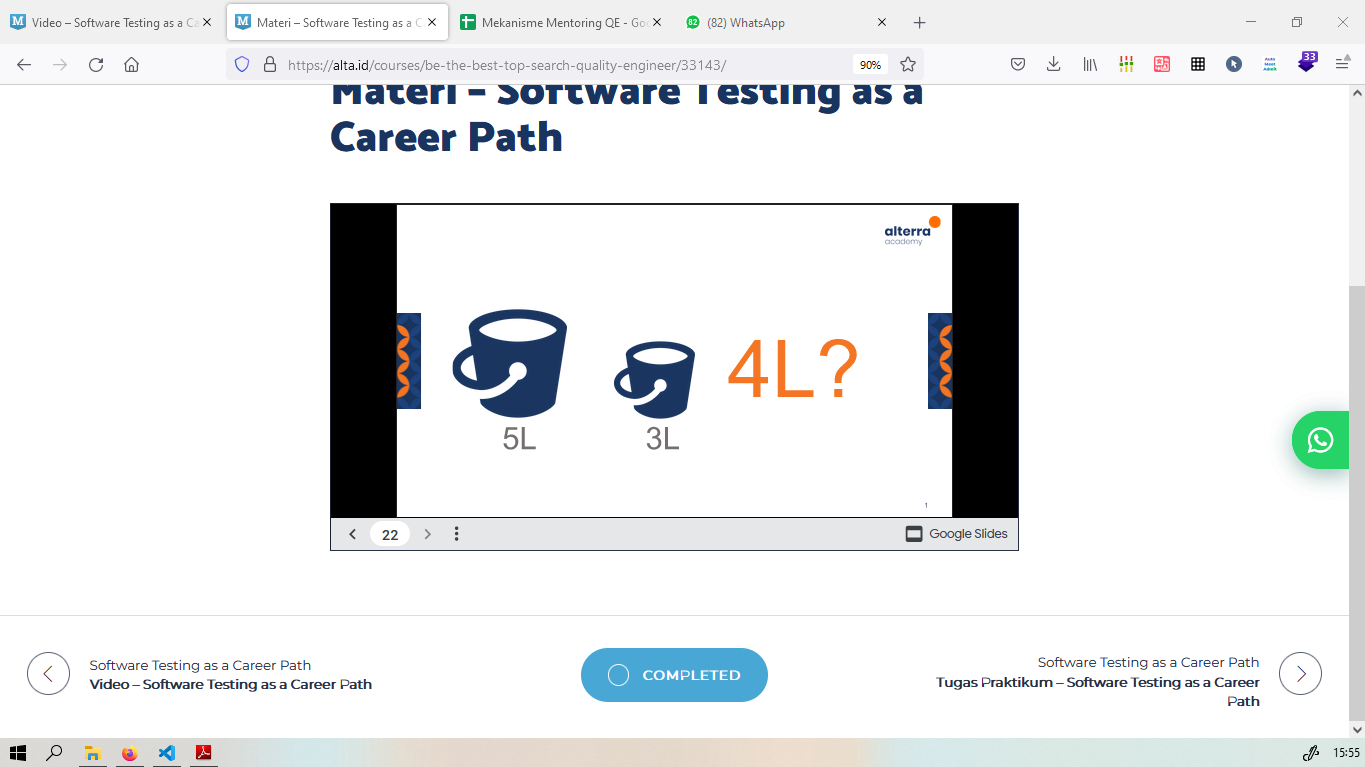 Video – Software Testing as a Ca
Materi – Software Testing as a C
Mekanisme Mentoring QE - Goo
82
(82) WhatsApp
https://alta.id/courses/be-the-best-top-search-quality-engineer/33143/
90%
33
Materi – Software Testing as a
Career Path
alterra
academy
4L?
5L
3L
1
22
Google Slides
Software Testing as a Career Path
Video – Software Testing as a Career Path
COMPLETED
Software Testing as a Career Path
Tugas Praktikum – Software Testing as a Career
Path
15:55